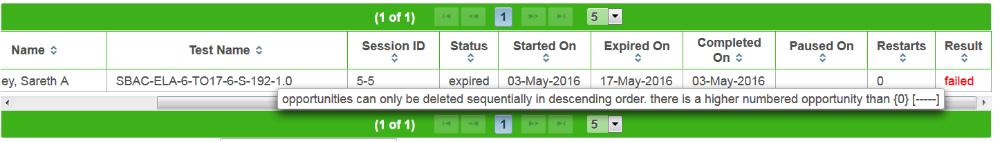 (1 of 1) 1 5
Name Test Name Session ID Status Started On Expired On Completed On Paused On Restarts Result
ey, Sareth A SBAC-ELA-6-TO17-6-S-192-1.0 5-5 expired 03-May-2016 17-May-2016 03-May-2016 0 failed
opportunities can only be deleted sequentially in descending order. there is a higher numbered opportunity than {0} [-----]
(1 of 1) 1 5